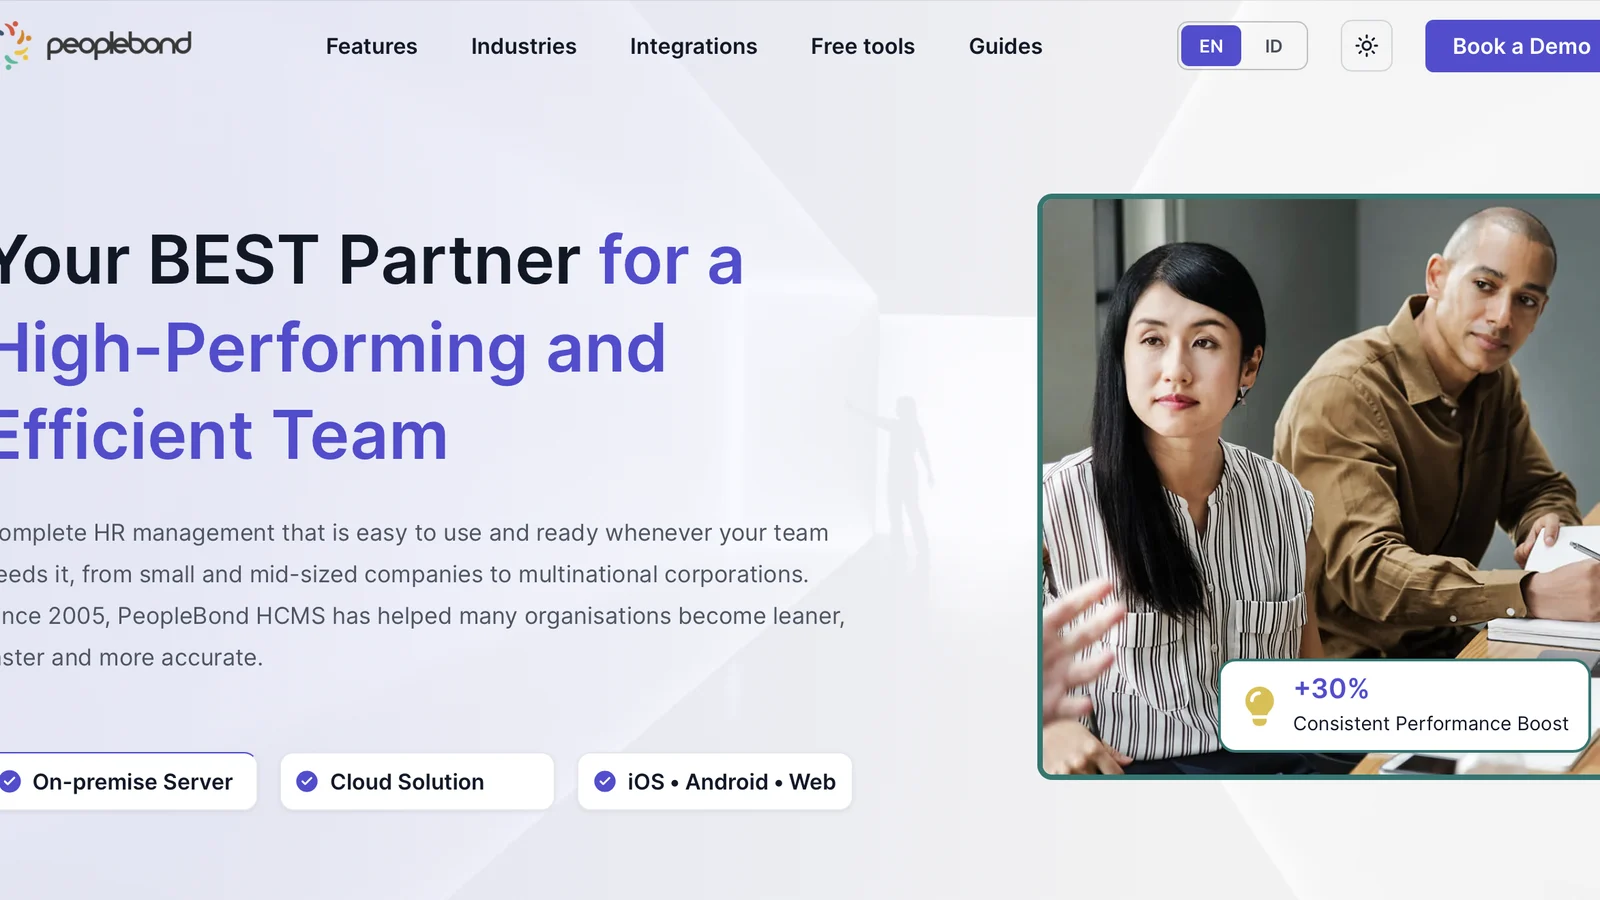 peoplebond
Features
Industries
Integrations
Free tools
Guides
EN
ID
Book a Demo
Your BEST Partner for a
High-Performing and
Efficient Team
omplete HR management that is easy to use and ready whenever your team
eeds it, from small and mid-sized companies to multinational corporations.
nce 2005, PeopleBond HCMS has helped many organisations become leaner,
ster and more accurate.
On-premise Server
Cloud Solution
iOS • Android • Web
+30%
Consistent Performance Boost